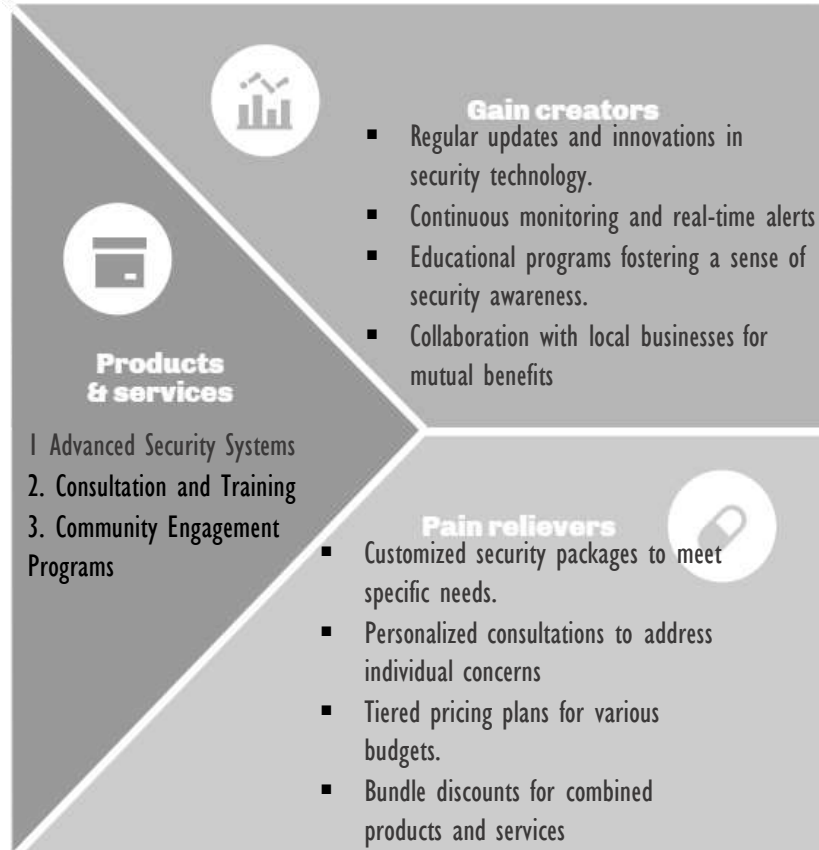 Gain creators
▪ Regular updates and innovations in
security technology.
▪ Continuous monitoring and real-time alerts
▪ Educational programs fostering a sense of
security awareness.
▪ Collaboration with local businesses for
mutual benefits
Products
& services
1 Advanced Security Systems
2. Consultation and Training
3. Community Engagement
Programs
Pain relievers
▪ Customized security packages to meet
specific needs.
▪ Personalized consultations to address
individual concerns
▪ Tiered pricing plans for various
budgets.
▪ Bundle discounts for combined
products and services